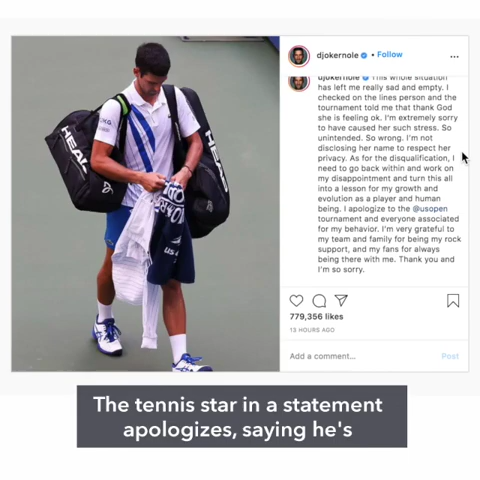 djokernole • Follow
djokernole This whole situation
has left me really sad and empty. I
checked on the lines person and the
tournament told me that thank God
she is feeling ok. I'm extremely sorry
to have caused her such stress. So
unintended. So wrong. I'm not
disclosing her name to respect her
privacy. As for the disqualification, I
need to go back within and work on
my disappointment and turn this all
into a lesson for my growth and
evolution as a player and human
being. I apologize to the @usopen
tournament and everyone associated
for my behavior. I'm very grateful to
my team and family for being my rock
support, and my fans for always
being there with me. Thank you and
I'm so sorry.
779,356 likes
13 HOURS AGO
Add a comment... Post
HEAD
HEAD
The tennis star in a statement
apologizes, saying he's